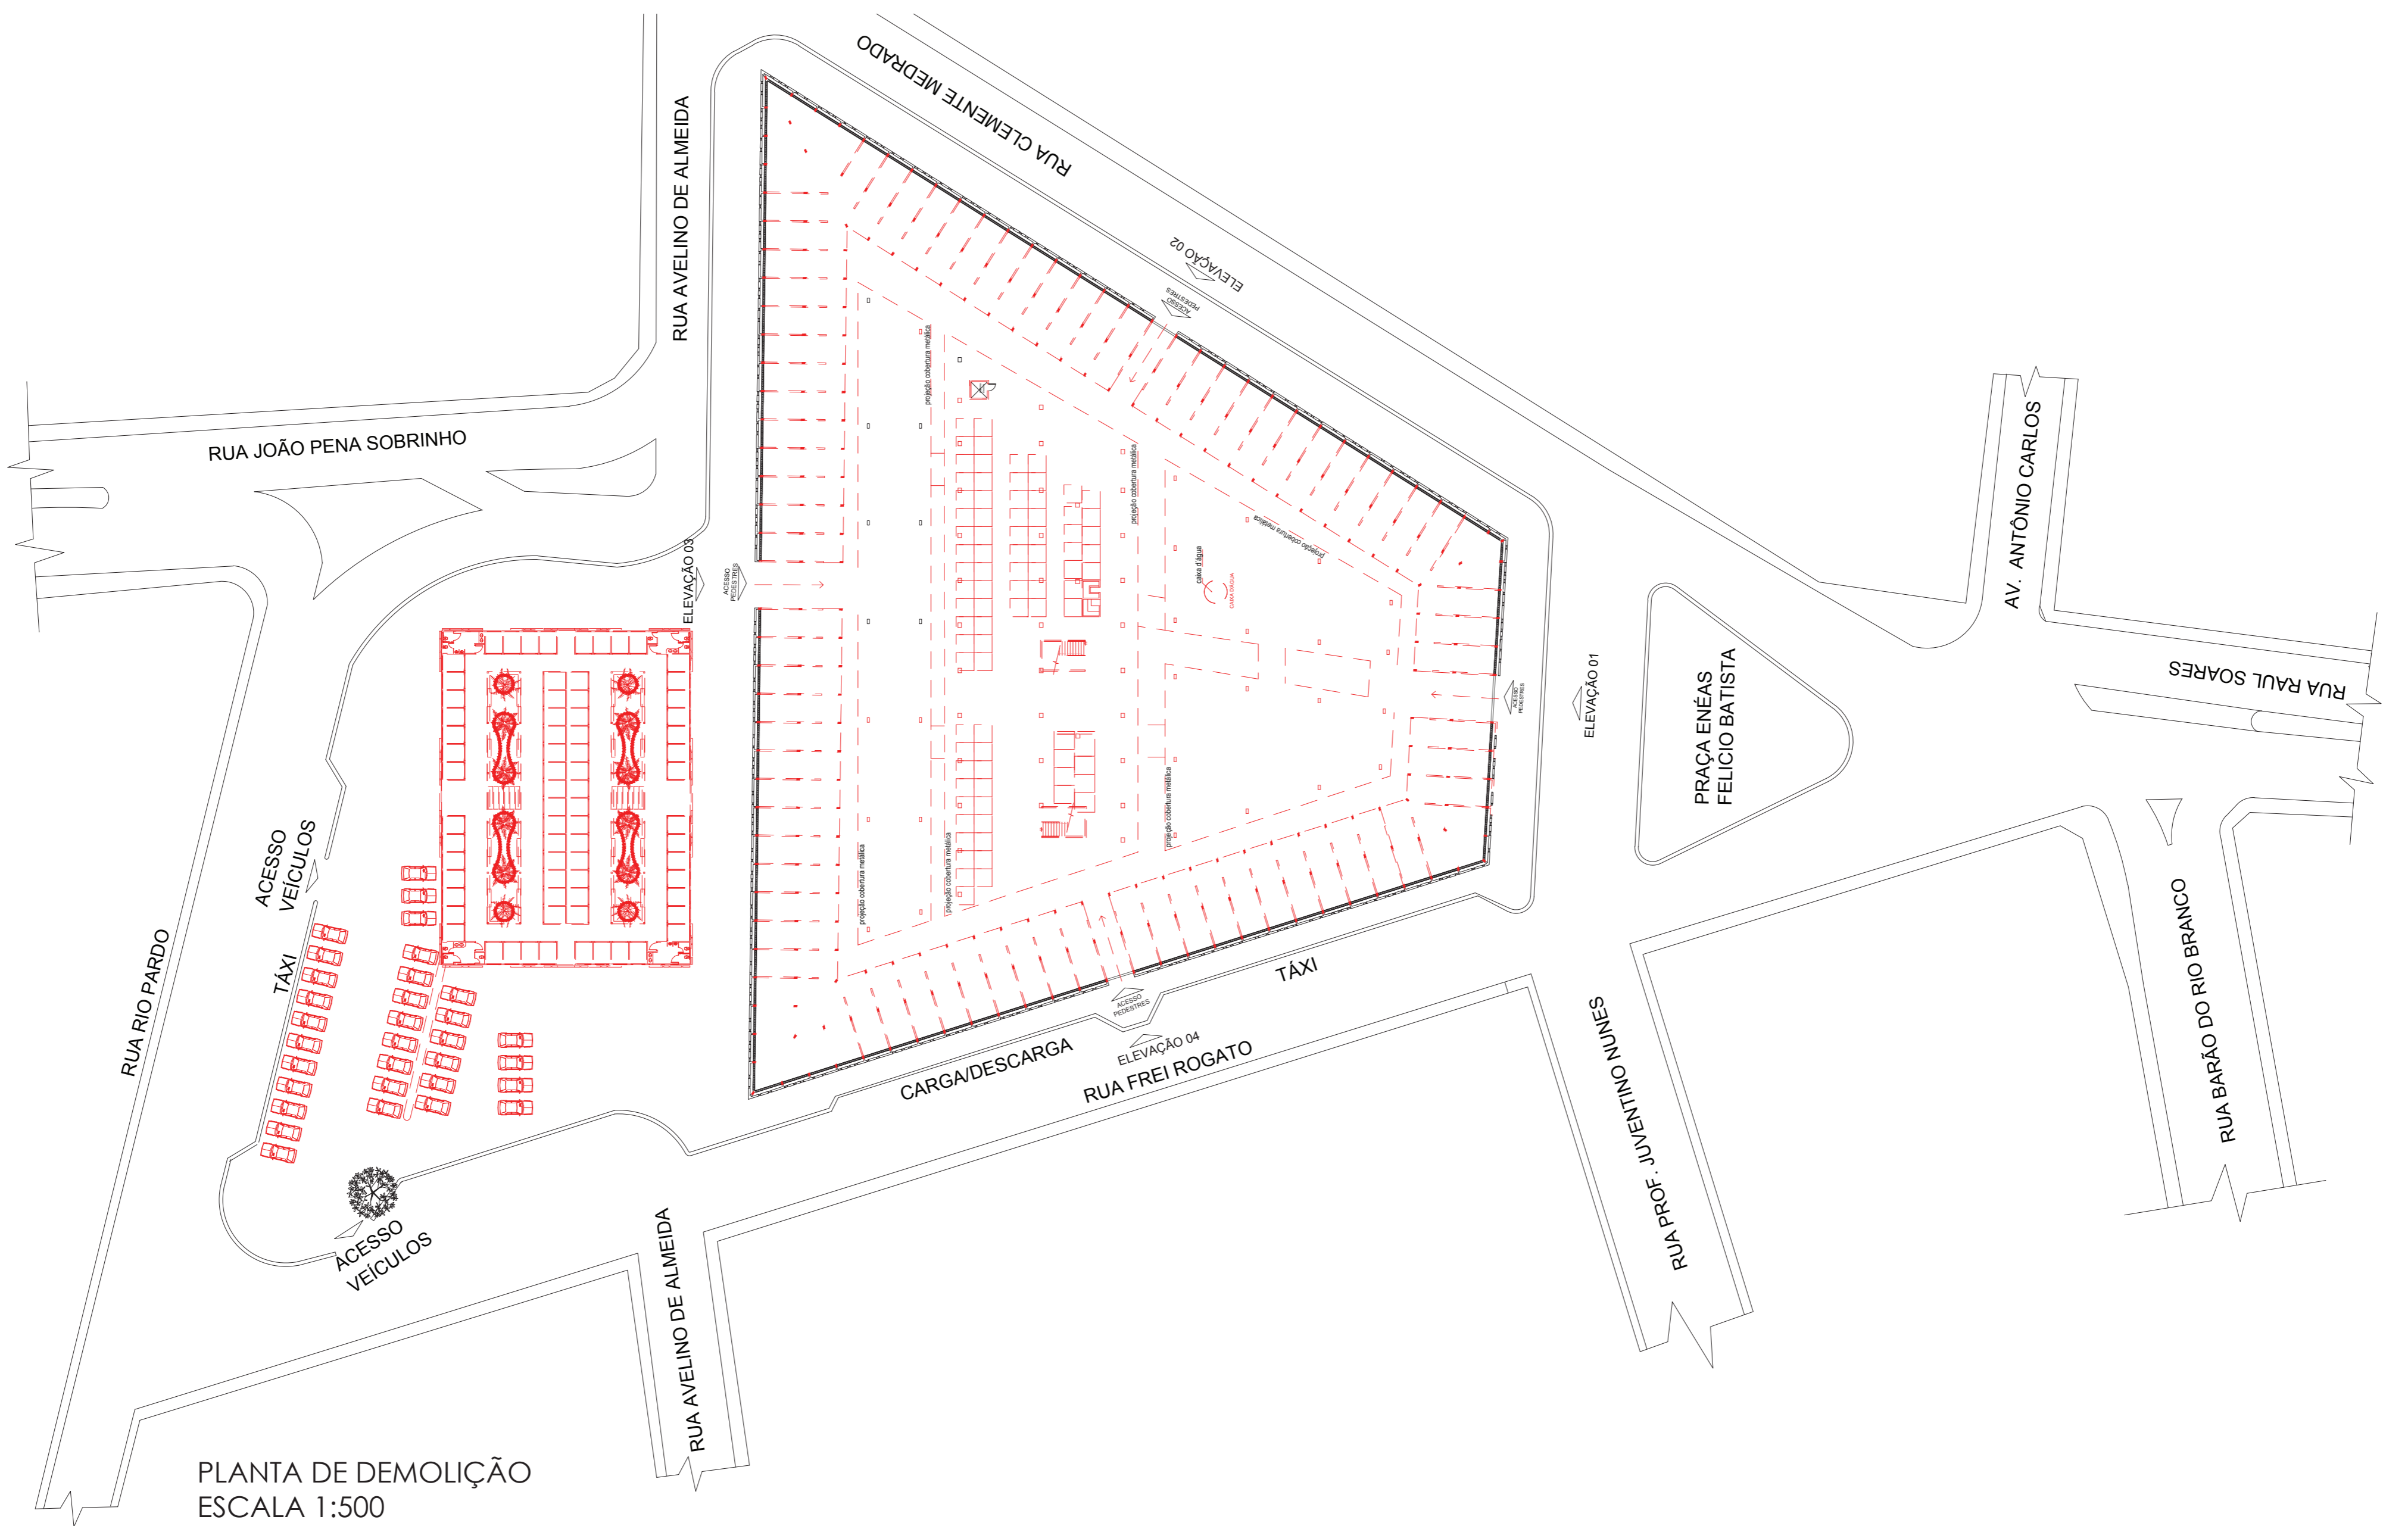 RUA CLEMENTE MEDRADO
RUA AVELINO DE ALMEIDA
ELEVAÇÃO 02
ACESSO
PEDESTRES
RUA JOÃO PENA SOBRINHO
projeção cobertura metálica
projeção cobertura metálica
projeção cobertura metálica
AV. ANTÔNIO CARLOS
ELEVAÇÃO 03
ACESSO
PEDESTRES
caixa d'água
CAIXA D'ÁGUA
ELEVAÇÃO 01
ACESSO
PEDESTRES
PRAÇA ENÉAS
FELICIO BATISTA
RUA RAUL SOARES
ACESSO
VEÍCULOS
projeção cobertura metálica
projeção cobertura metálica
projeção cobertura metálica
TÁXI
RUA RIO PARDO
TÁXI
ACESSO
PEDESTRES
ELEVAÇÃO 04
CARGA/DESCARGA
RUA FREI ROGATO
RUA PROF. JUVENTINO NUNES
RUA BARÃO DO RIO BRANCO
ACESSO
VEÍCULOS
RUA AVELINO DE ALMEIDA
PLANTA DE DEMOLIÇÃO
ESCALA 1:500